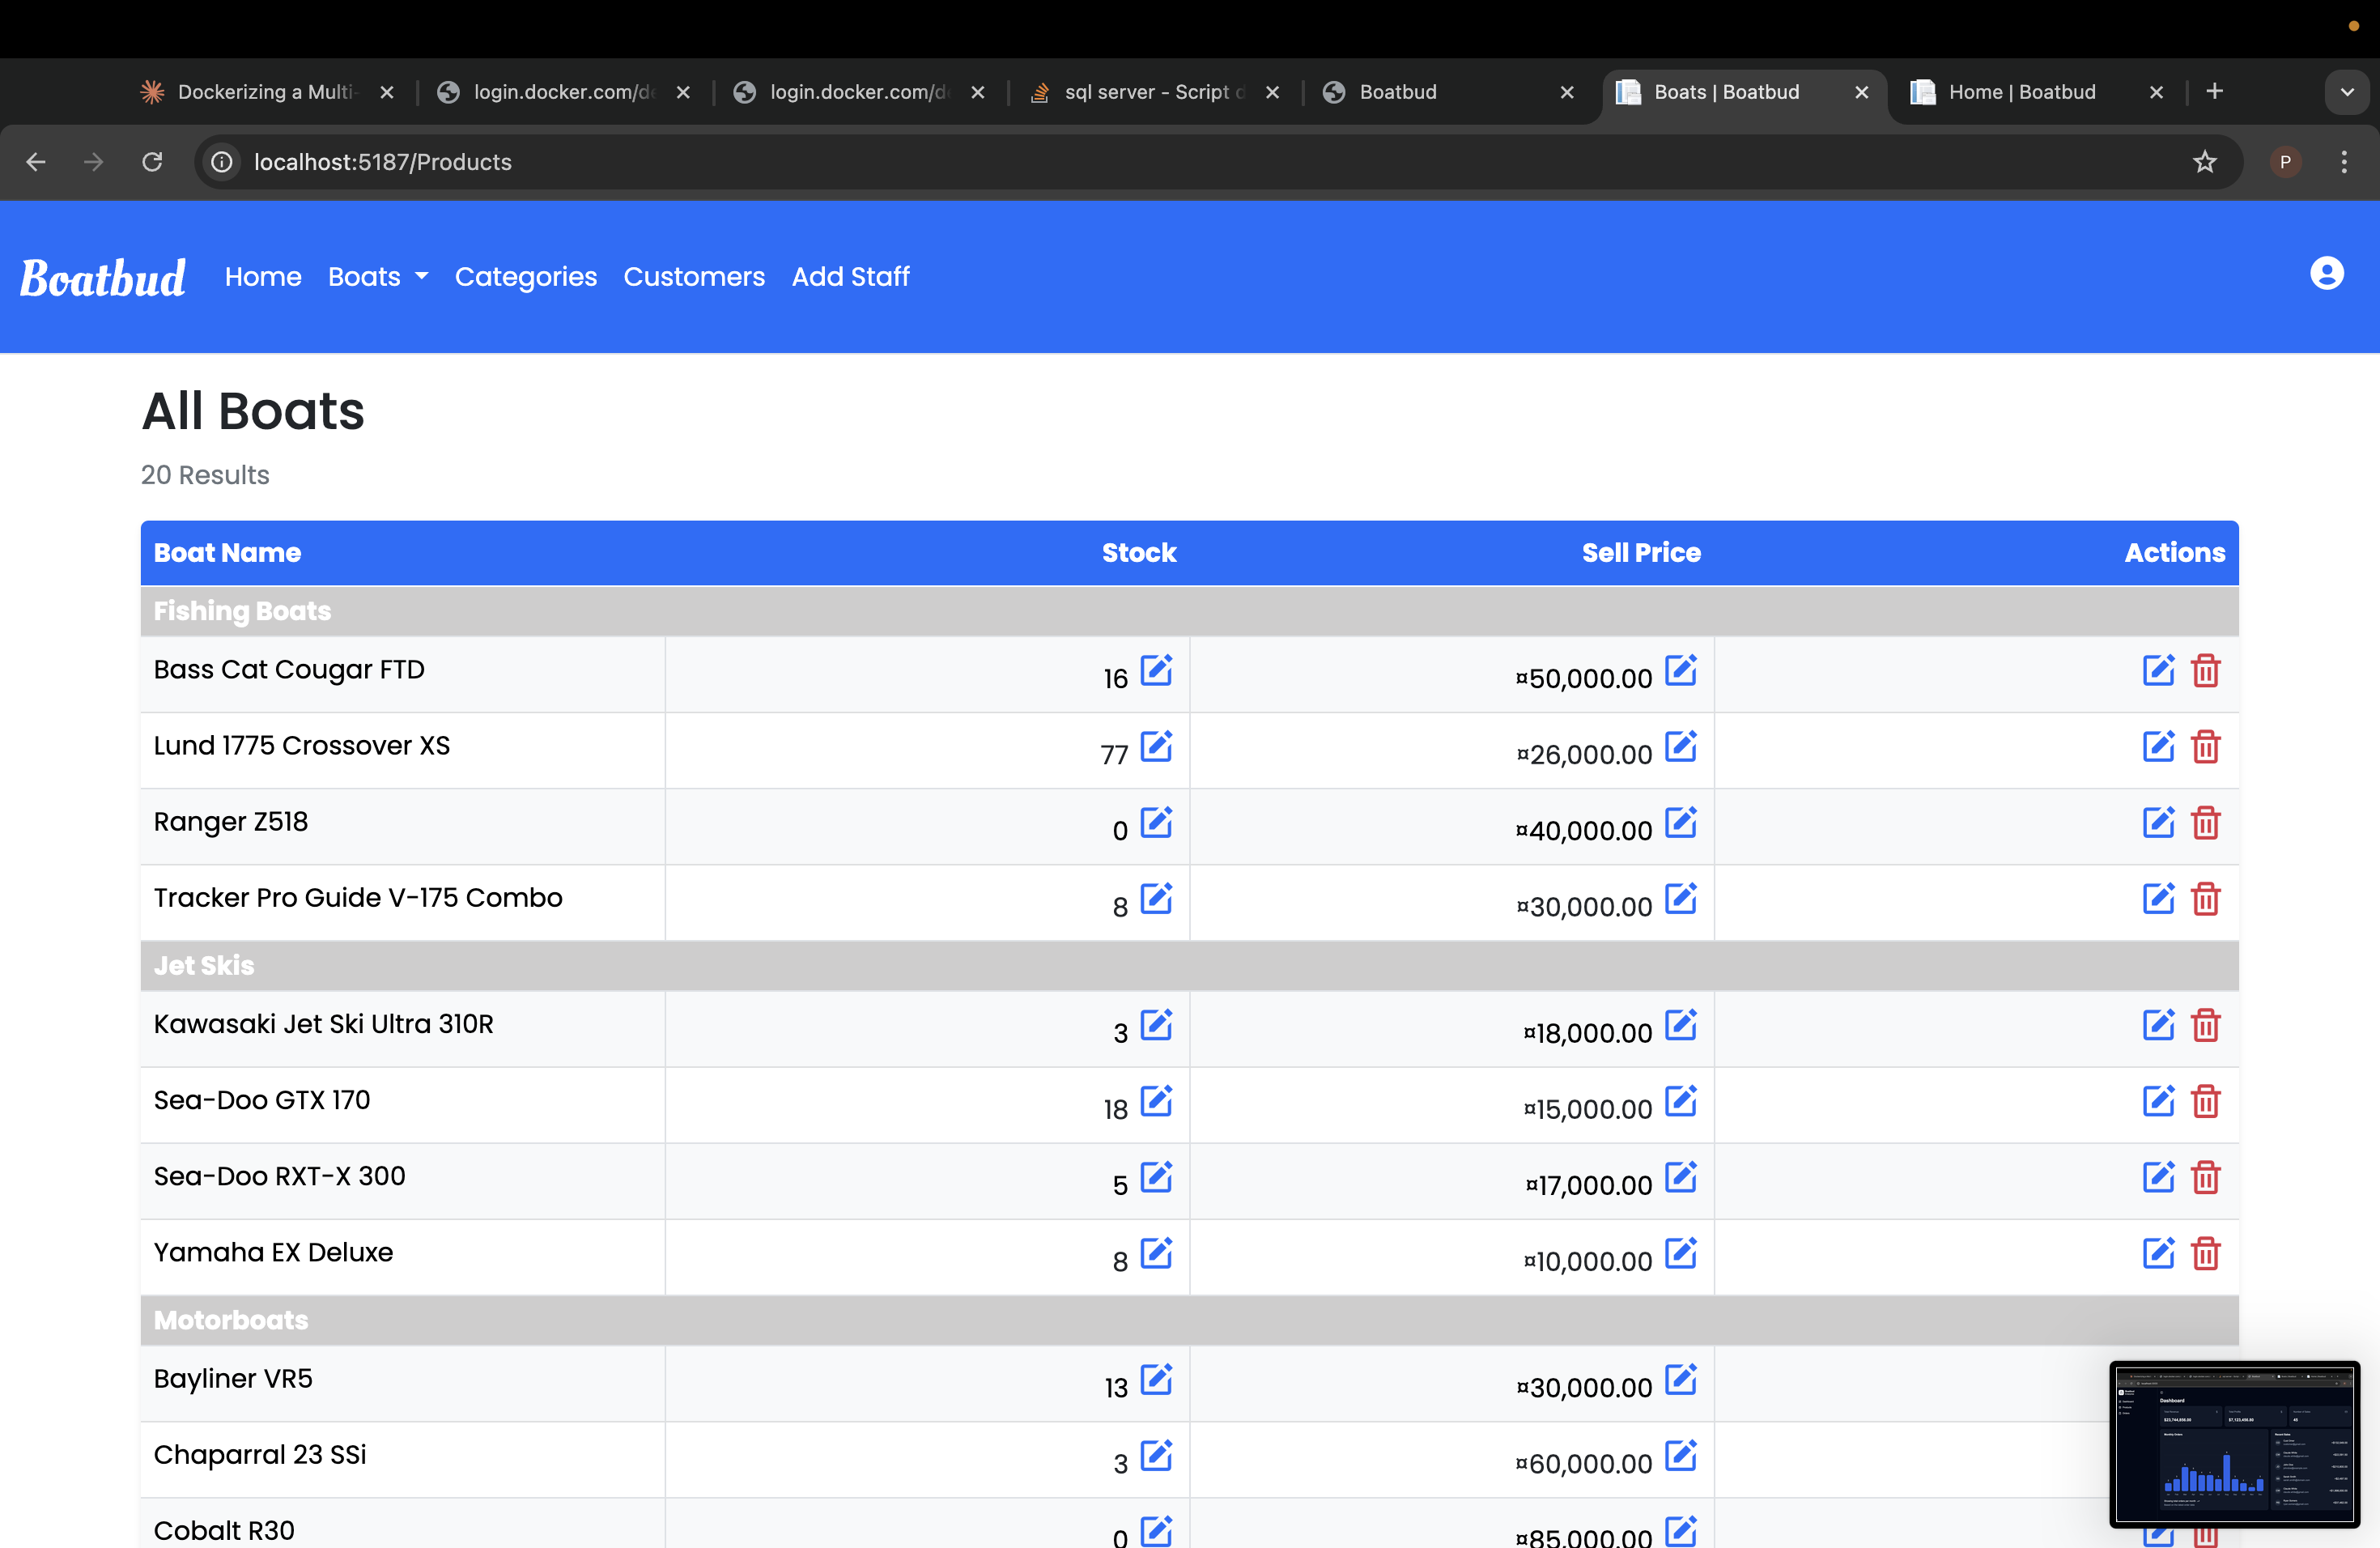 Dockerizing a Multi-
login.docker.com/de
login.docker.com/d
sql server - Script d
Boatbud
Boats | Boatbud
Home | Boatbud
localhost:5187/Products
P
Boatbud
Home
Boats
Categories
Customers
Add Staff
All Boats
20 Results
Boat Name Stock Sell Price Actions
Fishing Boats
Bass Cat Cougar FTD 16 ¤50,000.00
Lund 1775 Crossover XS 77 ¤26,000.00
Ranger Z518 0 ¤40,000.00
Tracker Pro Guide V-175 Combo 8 ¤30,000.00
Jet Skis
Kawasaki Jet Ski Ultra 310R 3 ¤18,000.00
Sea-Doo GTX 170 18 ¤15,000.00
Sea-Doo RXT-X 300 5 ¤17,000.00
Yamaha EX Deluxe 8 ¤10,000.00
Motorboats
Bayliner VR5 13 ¤30,000.00
Chaparral 23 SSi 3 ¤60,000.00
Cobalt R30 0 ¤85,000.00
Dashboard